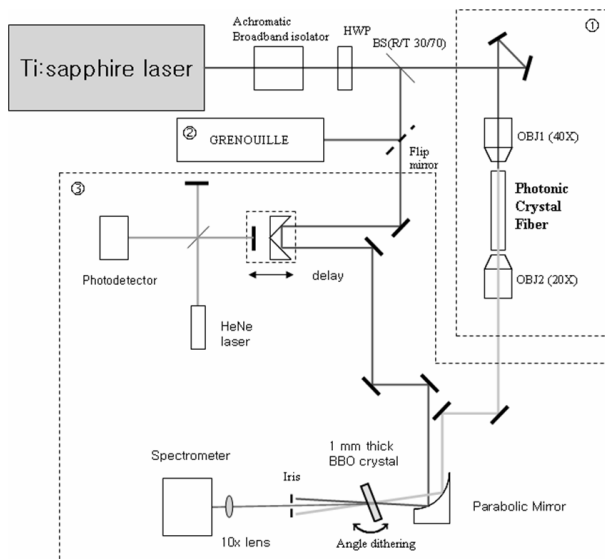 Achromatic
Broadband isolator
HWP
BS(R/T 30/70)
①
Ti:sapphire laser
OBJ1 (40X)
②
GRENOUILLE
Flip
mirror
Photonic
Crystal
Fiber
③
Photodetector
delay
OBJ2 (20X)
HeNe
laser
1 mm thick
BBO crystal
Spectrometer
Iris
Parabolic Mirror
10x lens
Angle dithering